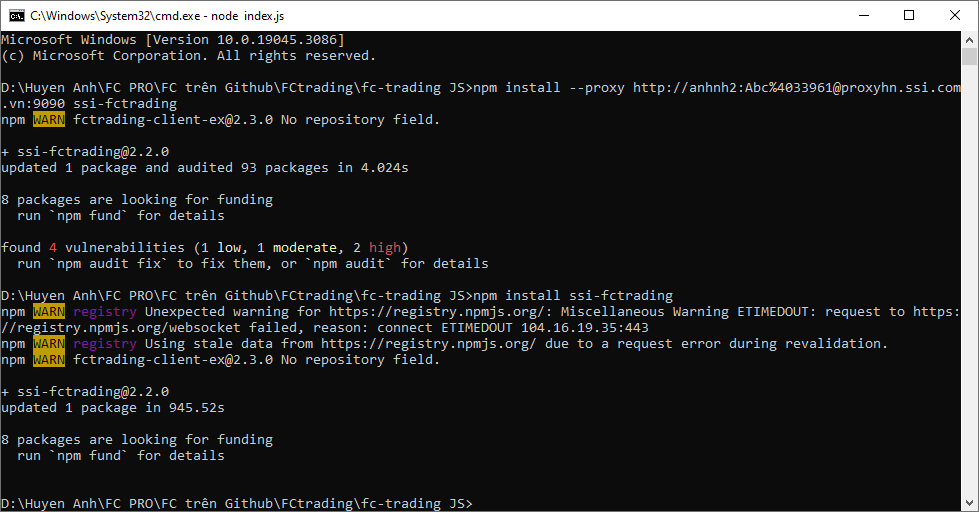 C:\Windows\System32\cmd.exe - node  index.js
Microsoft Windows [Version 10.0.19045.3086]
(c) Microsoft Corporation. All rights reserved.
D:\Huyen Anh\FC PRO\FC trên Github\FCtrading\fc-trading JS>npm install --proxy http://anhnh2:Abc%4033961@proxyhn.ssi.com
.vn:9090 ssi-fctrading
npm WARN fctrading-client-ex@2.3.0 No repository field.
+ ssi-fctrading@2.2.0
updated 1 package and audited 93 packages in 4.024s
8 packages are looking for funding
  run `npm fund` for details
found 4 vulnerabilities (1 low, 1 moderate, 2 high)
  run `npm audit fix` to fix them, or `npm audit` for details
D:\Huyen Anh\FC PRO\FC trên Github\FCtrading\fc-trading JS>npm install ssi-fctrading
npm WARN registry Unexpected warning for https://registry.npmjs.org/: Miscellaneous Warning ETIMEDOUT: request to https:
//registry.npmjs.org/websocket failed, reason: connect ETIMEDOUT 104.16.19.35:443
npm WARN registry Using stale data from https://registry.npmjs.org/ due to a request error during revalidation.
npm WARN fctrading-client-ex@2.3.0 No repository field.
+ ssi-fctrading@2.2.0
updated 1 package in 945.52s
8 packages are looking for funding
  run `npm fund` for details
D:\Huyen Anh\FC PRO\FC trên Github\FCtrading\fc-trading JS>